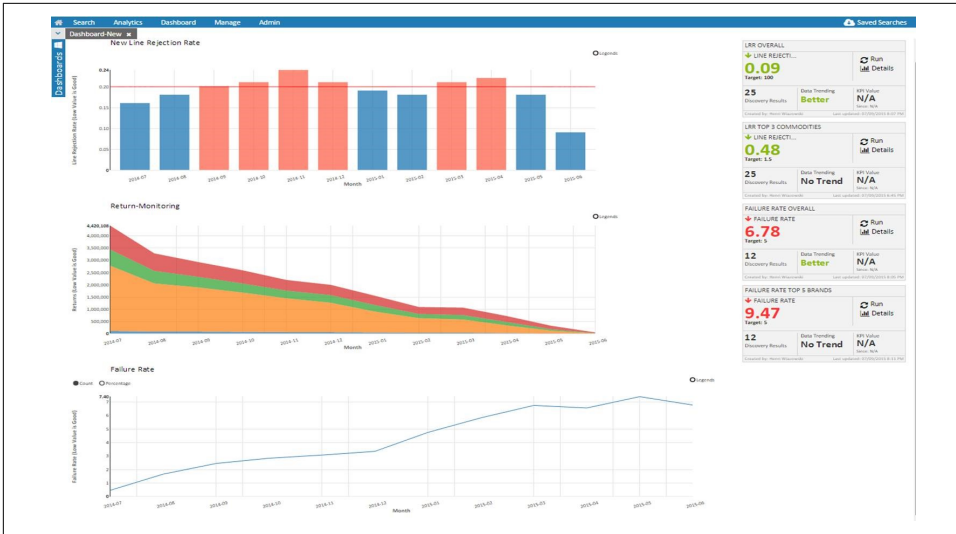 Search Analytics Dashboard Manage Admin Saved Searches
Dashboard-New ×
Dashboards
New Line Rejection Rate
Legends
Line Rejection Rate (Low Value is Good)
0.24
0.20
0.15
0.10
0.05
0
2014-07 2014-08 2014-09 2014-10 2014-11 2014-12 2015-01 2015-02 2015-03 2015-04 2015-05 2015-06
Month
Return-Monitoring
Legends
Returns (Low Value is Good)
4,000,000
3,500,000
3,000,000
2,500,000
2,000,000
1,500,000
1,000,000
500,000
0
2014-07 2014-08 2014-09 2014-10 2014-11 2014-12 2015-01 2015-02 2015-03 2015-04 2015-05 2015-06
Month
Failure Rate
Count Percentage
Legends
Failure Rate (Low Value is Good)
7.40
7
6
5
4
3
2
1
0
2014-07 2014-08 2014-09 2014-10 2014-11 2014-12 2015-01 2015-02 2015-03 2015-04 2015-05 2015-06
Month
LRR OVERALL
LINE REJECTI...
0.09
Target: 100
Run
Details
25
Discovery Results
Data Trending
Better
KPI Value
N/A
Since: N/A
LRR TOP 3 COMMODITIES
LINE REJECTI...
0.48
Target: 1.5
Run
Details
25
Discovery Results
Data Trending
No Trend
KPI Value
N/A
Since: N/A
FAILURE RATE OVERALL
FAILURE RATE
6.78
Target: 5
Run
Details
12
Discovery Results
Data Trending
Better
KPI Value
N/A
Since: N/A
FAILURE RATE TOP 5 BRANDS
FAILURE RATE
9.47
Target: 5
Run
Details
12
Discovery Results
Data Trending
No Trend
KPI Value
N/A
Since: N/A